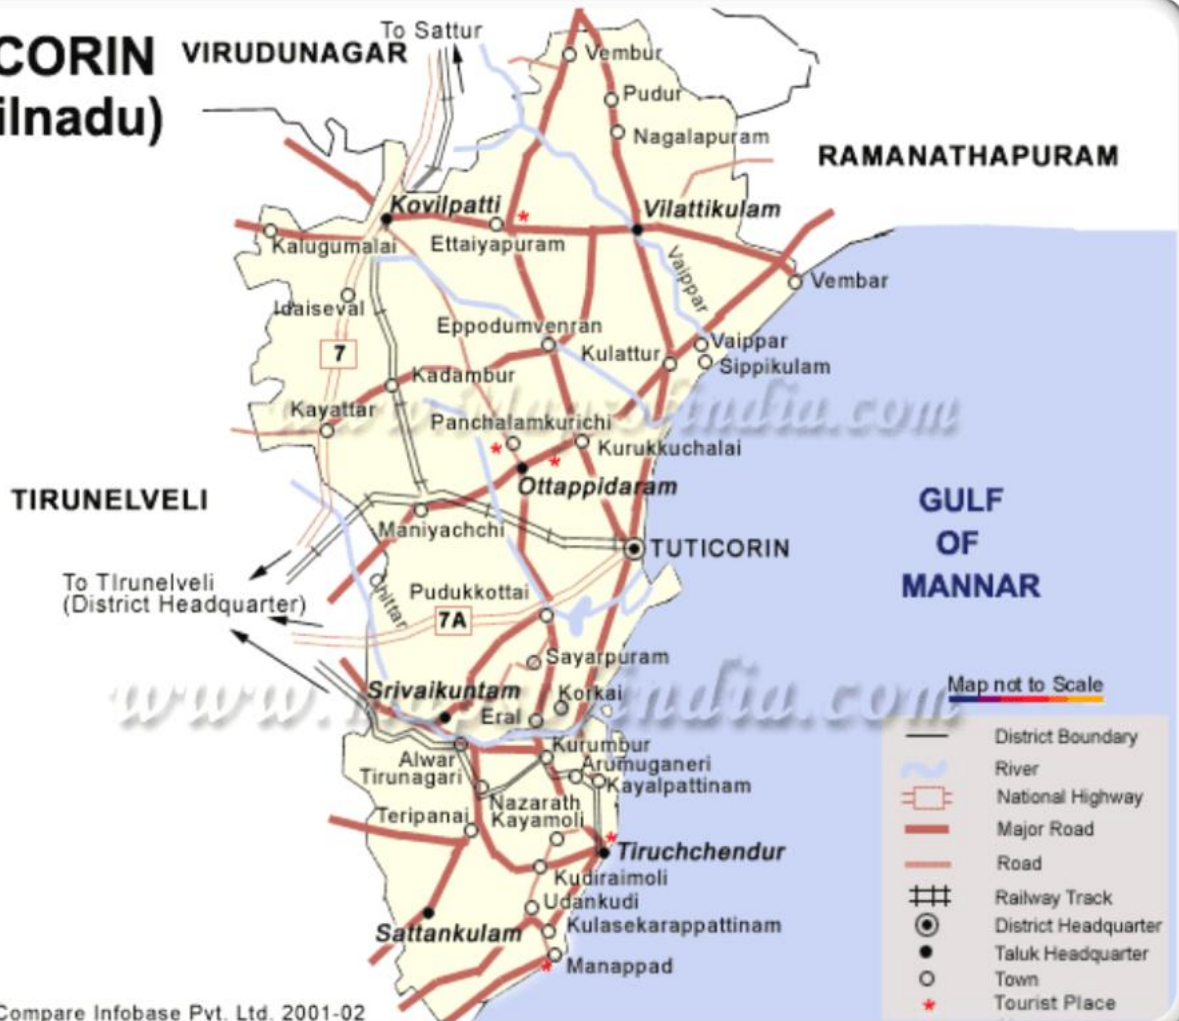 CORIN
ilnadu)
VIRUDUNAGAR
To Sattur
Vembur
Pudur
Nagalapuram
RAMANATHAPURAM
Kovilpatti
Vilattikulam
Kalugumalai
Ettaiyapuram
Vaippar
Vembar
Idaiseval
Eppodumvenran
Kulattur
Vaippar
Sippikulam
7
Kadambur
Kayattar
Panchalamkurichi
Kurukkuchalai
TIRUNELVELI
Ottappidaram
GULF
OF
MANNAR
Maniyachchi
TUTICORIN
To TIrunelveli
(District Headquarter)
Chittar
Pudukkottai
7A
Sayarpuram
Srivaikuntam
Korkai
Eral
Map not to Scale
www.mapsofindia.com
Kurumbur
Alwar
Tirunagari
Arumuganeri
Kayalpattinam
Nazarath
Kayamoli
Teripanai
Tiruchchendur
Kudiraimoli
Udankudi
Kulasekarappattinam
Sattankulam
Manappad
District Boundary
River
National Highway
Major Road
Road
Railway Track
District Headquarter
Taluk Headquarter
Town
Tourist Place
Compare Infobase Pvt. Ltd. 2001-02